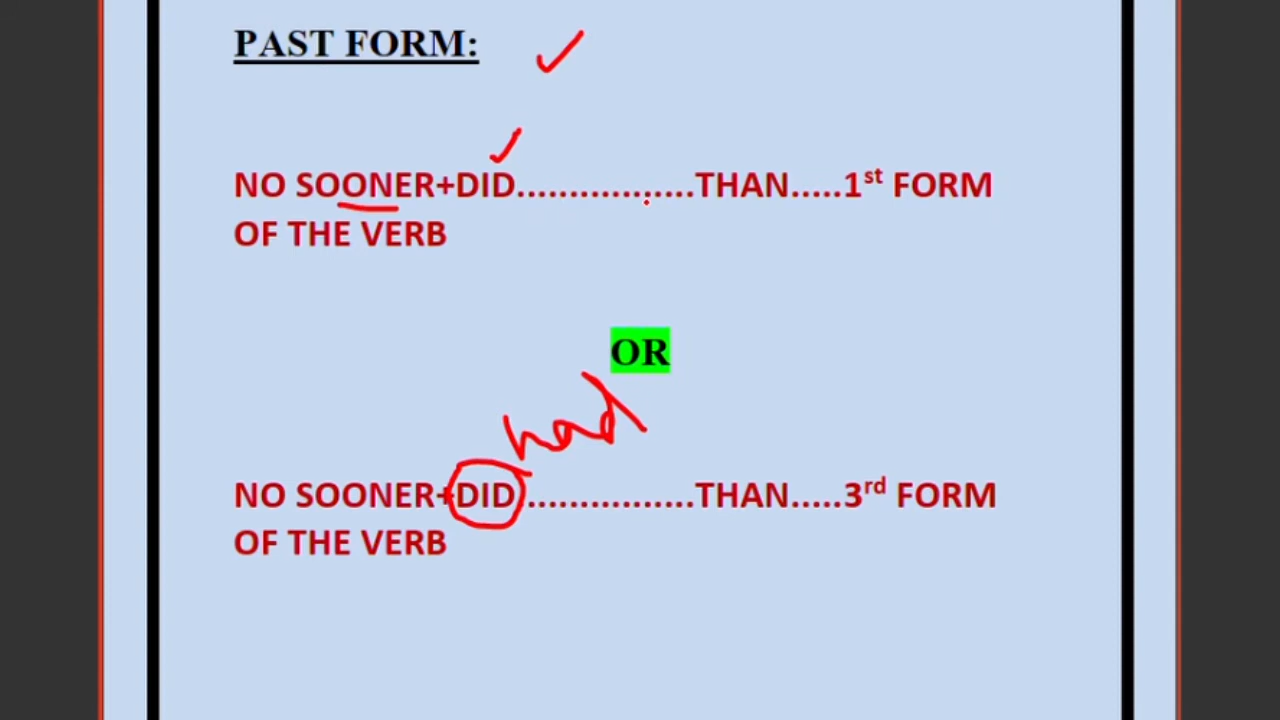 PAST FORM:
NO SOONER+DID.................THAN.....1st FORM
OF THE VERB
OR
had
NO SOONER+DID.................THAN.....3rd FORM
OF THE VERB